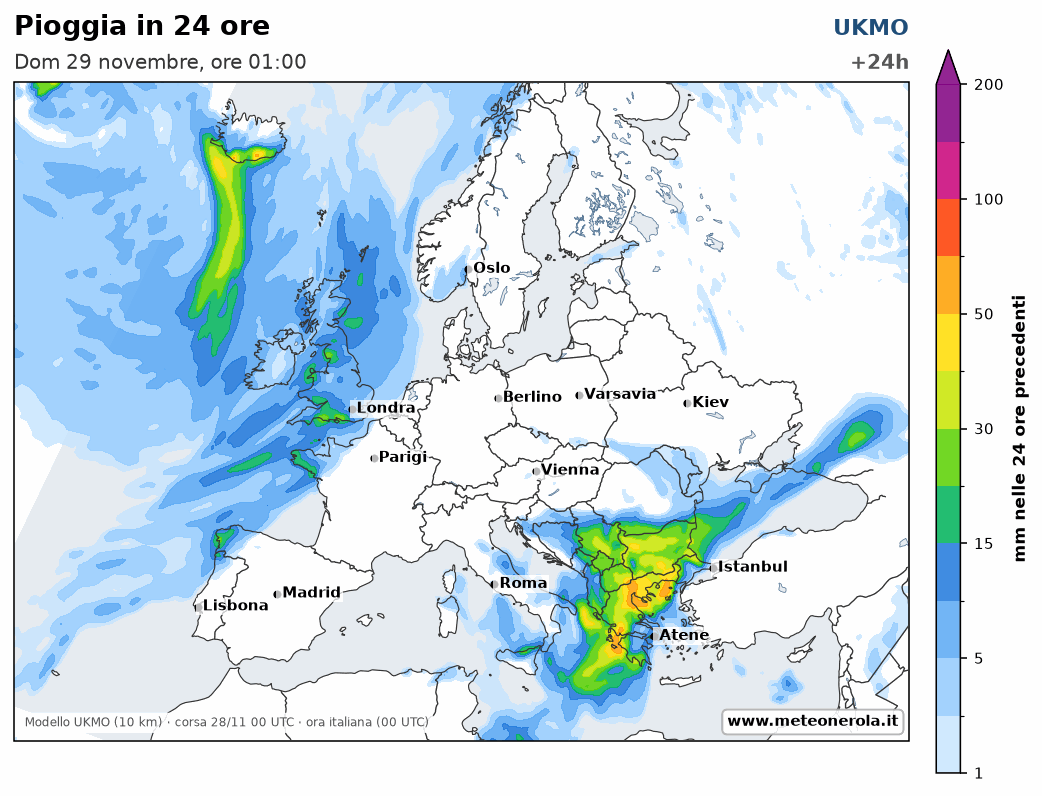 Pioggia in 24 ore
UKMO
Dom 29 novembre, ore 01:00
+24h
200
100
50
30
15
5
1
mm nelle 24 ore precedenti
Oslo
Londra
Berlino
Varsavia
Kiev
Parigi
Vienna
Istanbul
Roma
Madrid
Lisbona
Atene
Modello UKMO (10 km) · corsa 28/11 00 UTC · ora italiana (00 UTC)
www.meteonerola.it